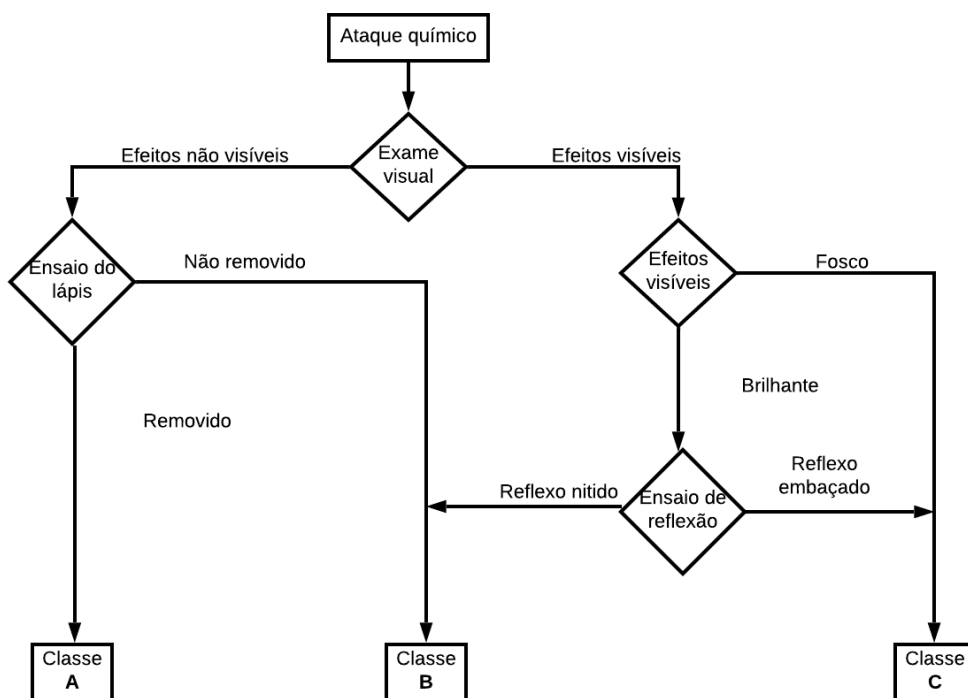 Ataque químico
Efeitos não visíveis
Exame
visual
Efeitos visíveis
Ensaio do
lápis
Não removido
Efeitos
visíveis
Fosco
Brilhante
Removido
Reflexo nitido
Ensaio de
reflexão
Reflexo
embaçado
Classe
A
Classe
B
Classe
C